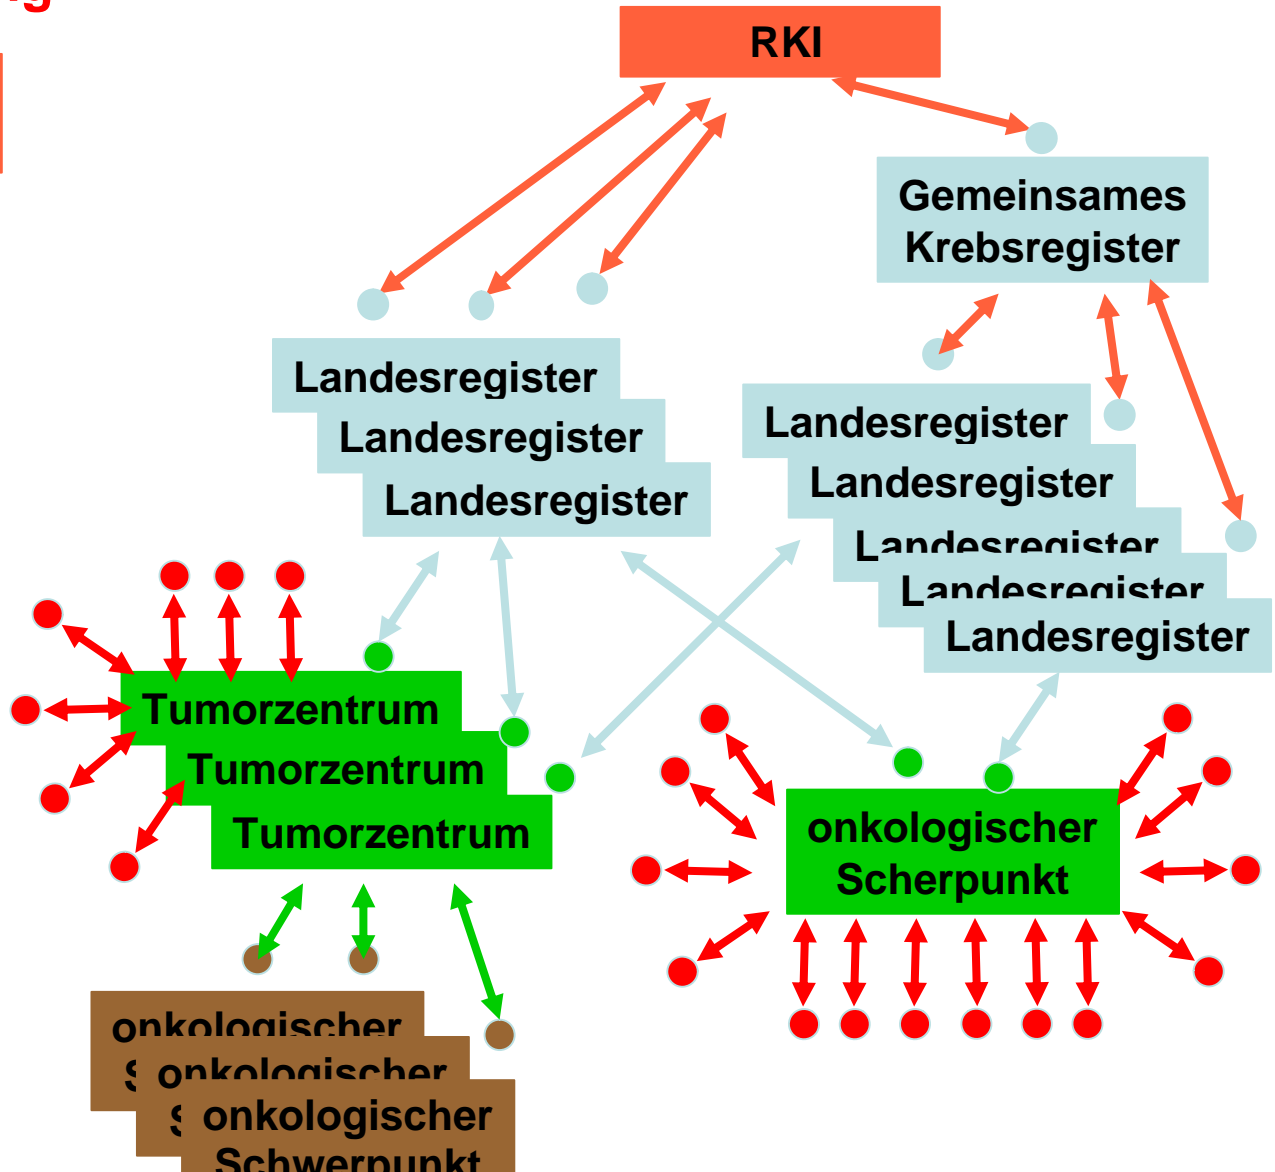 RKI
Gemeinsames
Krebsregister
Landesregister
Landesregister
Landesregister
Landesregister
Landesregister
Landesregister
Landesregister
Landesregister
Tumorzentrum
Tumorzentrum
Tumorzentrum
onkologischer
Scherpunkt
onkologischer
onkologischer
onkologischer
Schwerpunkt